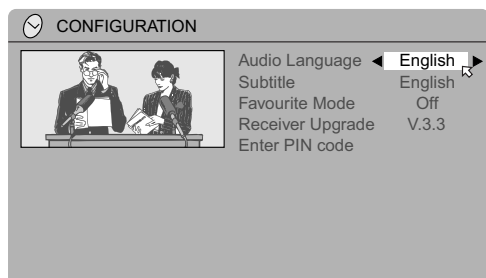 CONFIGURATION
Audio Language English
Subtitle English
Favourite Mode Off
Receiver Upgrade V.3.3
Enter PIN code